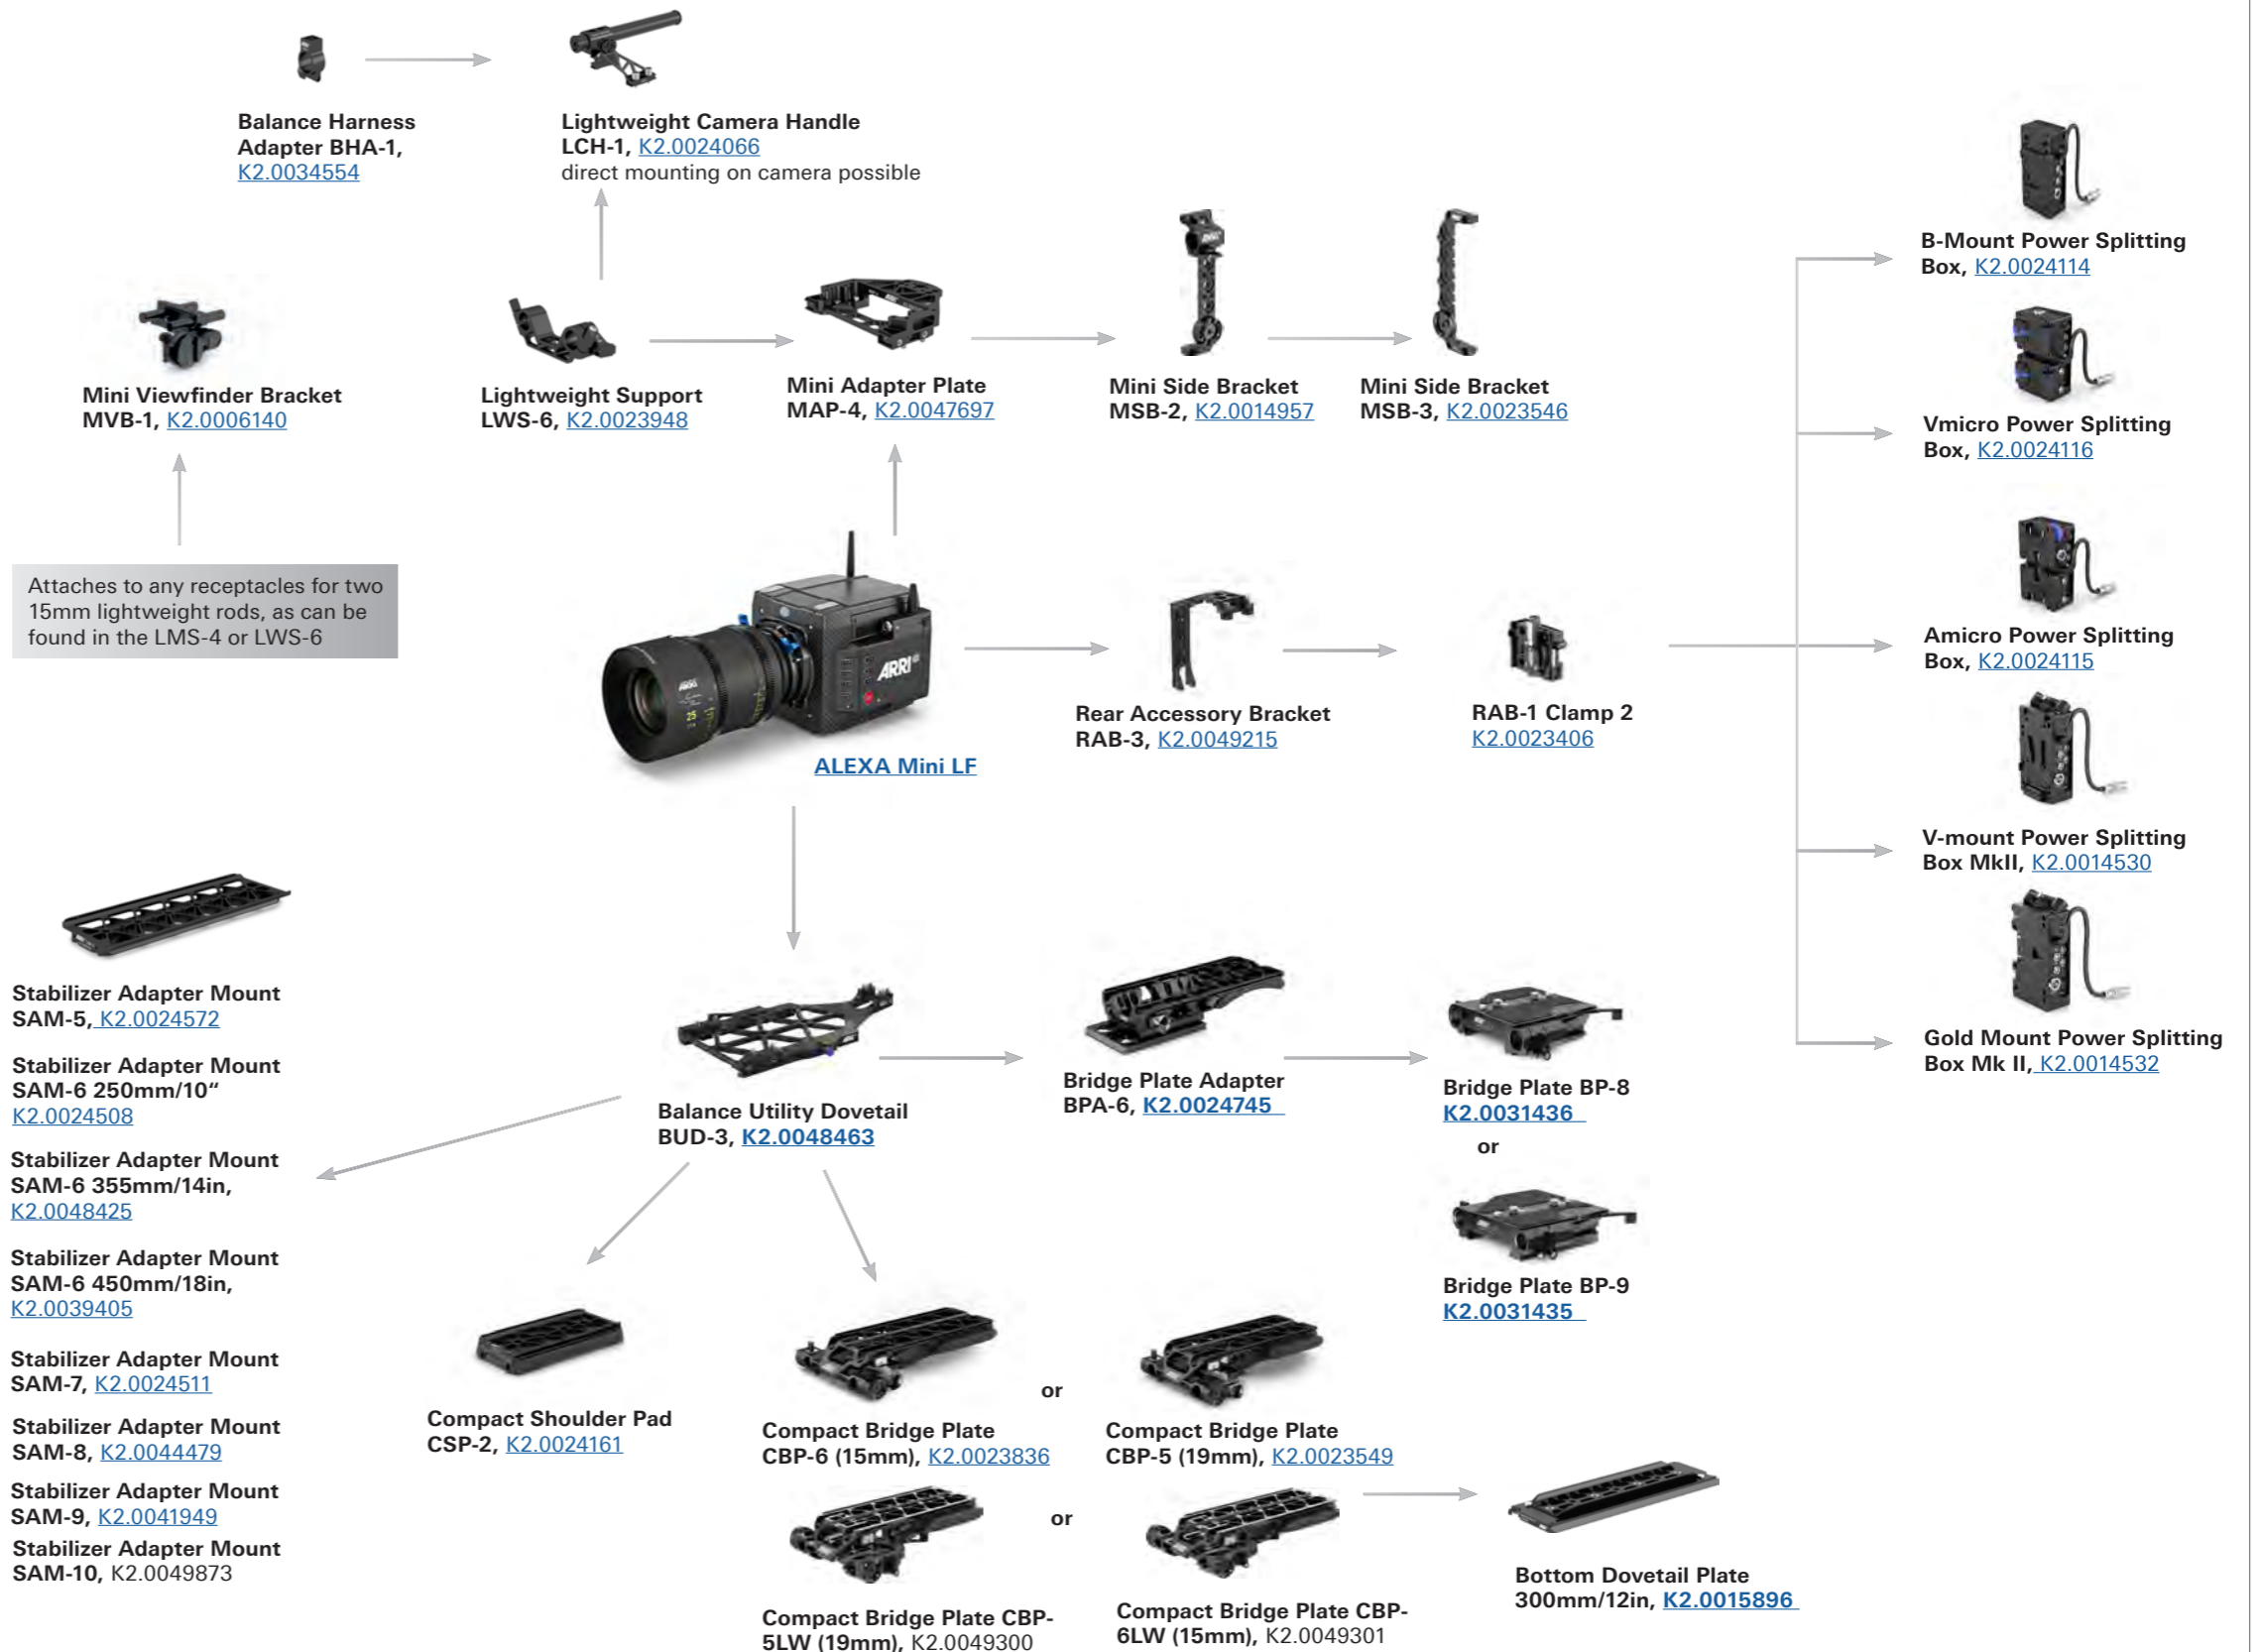 Balance Harness
Adapter BHA-1,
K2.0034554
Lightweight Camera Handle
LCH-1, K2.0024066
direct mounting on camera possible
B-Mount Power Splitting
Box, K2.0024114
Mini Viewfinder Bracket
MVB-1, K2.0006140
Lightweight Support
LWS-6, K2.0023948
Mini Adapter Plate
MAP-4, K2.0047697
Mini Side Bracket
MSB-2, K2.0014957
Mini Side Bracket
MSB-3, K2.0023546
Vmicro Power Splitting
Box, K2.0024116
Attaches to any receptacles for two
15mm lightweight rods, as can be
found in the LMS-4 or LWS-6
ARRI
25
ARRI
ALEXA Mini LF
Rear Accessory Bracket
RAB-3, K2.0049215
RAB-1 Clamp 2
K2.0023406
Amicro Power Splitting
Box, K2.0024115
V-mount Power Splitting
Box MkII, K2.0014530
Gold Mount Power Splitting
Box Mk II, K2.0014532
Stabilizer Adapter Mount
SAM-5, K2.0024572
Stabilizer Adapter Mount
SAM-6 250mm/10“
K2.0024508
Stabilizer Adapter Mount
SAM-6 355mm/14in,
K2.0048425
Stabilizer Adapter Mount
SAM-6 450mm/18in,
K2.0039405
Stabilizer Adapter Mount
SAM-7, K2.0024511
Stabilizer Adapter Mount
SAM-8, K2.0044479
Stabilizer Adapter Mount
SAM-9, K2.0041949
Stabilizer Adapter Mount
SAM-10, K2.0049873
Balance Utility Dovetail
BUD-3, K2.0048463
Bridge Plate Adapter
BPA-6, K2.0024745
Bridge Plate BP-8
K2.0031436
or
Bridge Plate BP-9
K2.0031435
Compact Shoulder Pad
CSP-2, K2.0024161
Compact Bridge Plate
CBP-6 (15mm), K2.0023836
or
Compact Bridge Plate
CBP-5 (19mm), K2.0023549
Compact Bridge Plate CBP-
5LW (19mm), K2.0049300
or
Compact Bridge Plate CBP-
6LW (15mm), K2.0049301
Bottom Dovetail Plate
300mm/12in, K2.0015896